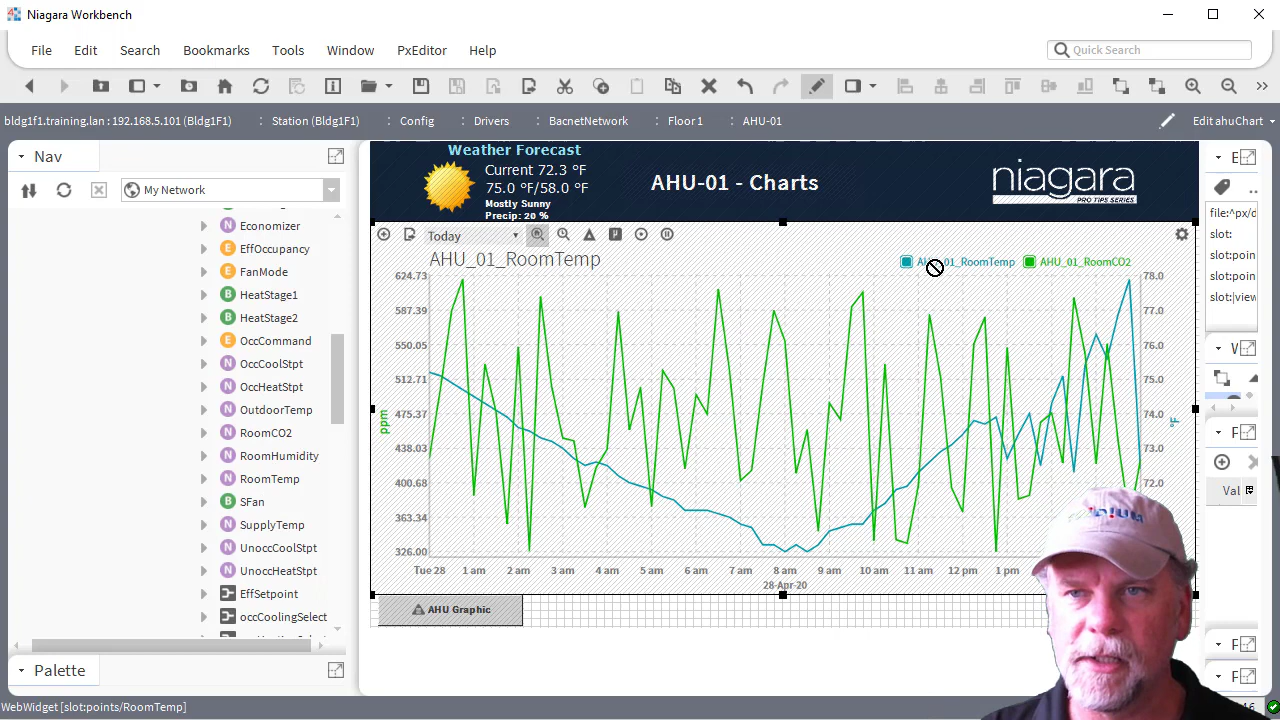 Niagara Workbench
File Edit Search Bookmarks Tools Window PxEditor Help
Quick Search
bldg1f1.training.lan : 192.168.5.101 (Bldg1F1) : Station (Bldg1F1) : Config : Drivers : BacnetNetwork : Floor 1 : AHU-01
Edit ahuChart
Nav
My Network
Economizer
EffOccupancy
FanMode
HeatStage1
HeatStage2
OccCommand
OccCoolStpt
OccHeatStpt
OutdoorTemp
RoomCO2
RoomHumidity
RoomTemp
SFan
SupplyTemp
UnoccCoolStpt
UnoccHeatStpt
EffSetpoint
occCoolingSelect
Palette
WebWidget [slot:points/RoomTemp]
Weather Forecast
Current 72.3 °F
75.0 °F/58.0 °F
Mostly Sunny
Precip: 20 %
AHU-01 - Charts
niagara
PRO TIPS SERIES
Today
AHU_01_RoomTemp
AHU_01_RoomTemp AHU_01_RoomCO2
624.73
587.39
550.05
512.71
475.37
438.03
400.68
363.34
326.00
ppm
78.0
77.0
76.0
75.0
74.0
73.0
72.0
°F
Tue 28 1 am 2 am 3 am 4 am 5 am 6 am 7 am 8 am 9 am 10 am 11 am 12 pm 1 pm
28-Apr-20
AHU Graphic
E
file:^px/d
slot:
slot:poin
slot:poin
slot:|view
V
F
Val
F
F